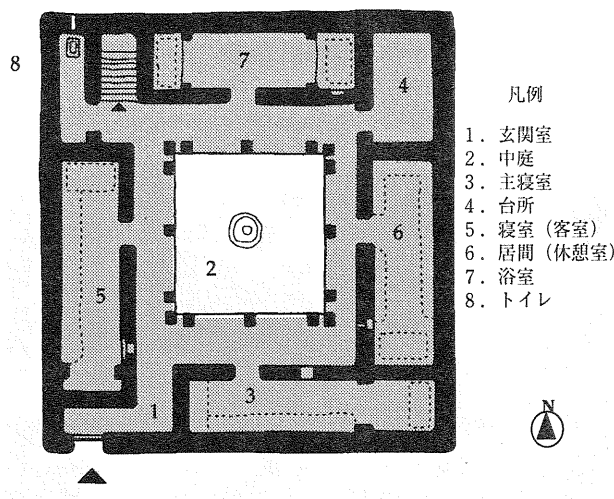 8
7
4
凡例
1．玄関室
2．中庭
3．主寝室
4．台所
5．寝室（客室）
6．居間（休憩室）
7．浴室
8．トイレ
6
2
5
3
1
N